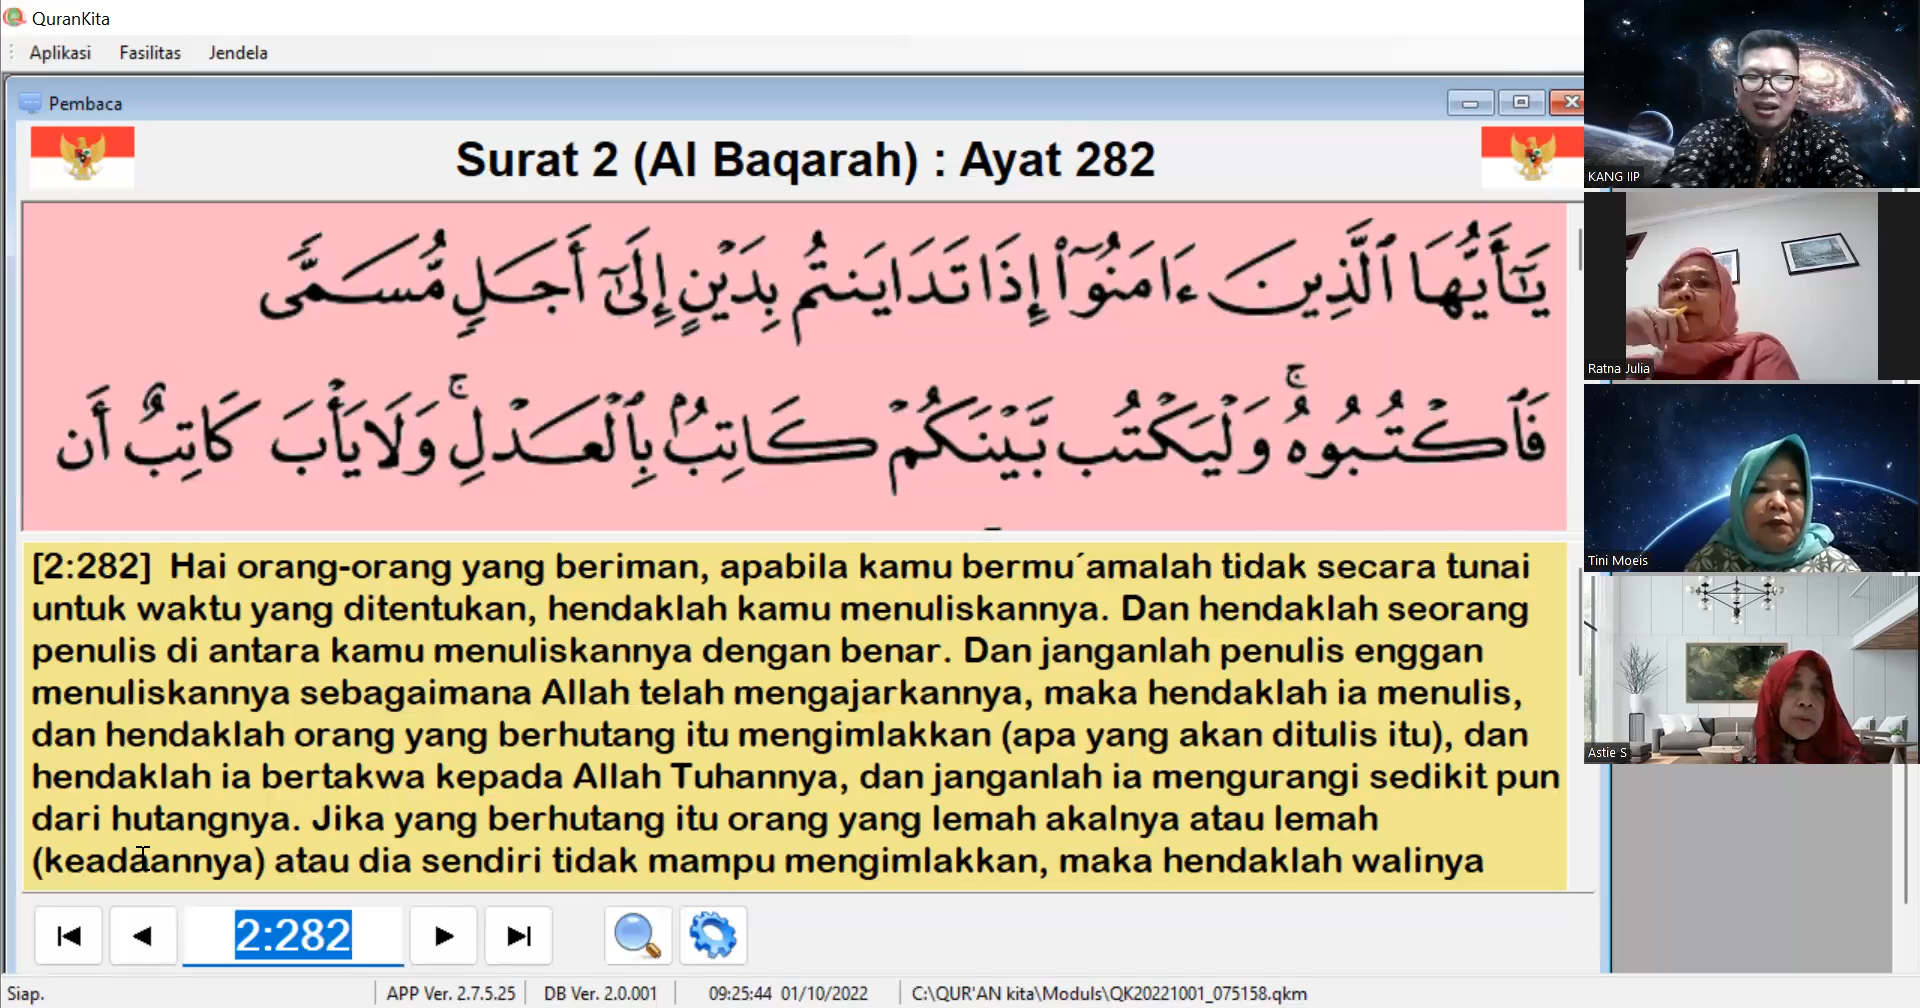 QuranKita
Aplikasi Fasilitas Jendela
Pembaca
Surat 2 (Al Baqarah) : Ayat 282
يَـٰٓأَيُّهَا ٱلَّذِينَ ءَامَنُوٓا۟ إِذَا تَدَايَنتُم بِدَيْنٍ إِلَىٰٓ أَجَلٍ مُّسَمًّى
فَٱكْتُبُوهُ ۚ وَلْيَكْتُب بَّيْنَكُمْ كَاتِبٌۢ بِٱلْعَدْلِ ۚ وَلَا يَأْبَ كَاتِبٌ أَن
[2:282] Hai orang-orang yang beriman, apabila kamu bermu´amalah tidak secara tunai
untuk waktu yang ditentukan, hendaklah kamu menuliskannya. Dan hendaklah seorang
penulis di antara kamu menuliskannya dengan benar. Dan janganlah penulis enggan
menuliskannya sebagaimana Allah telah mengajarkannya, maka hendaklah ia menulis,
dan hendaklah orang yang berhutang itu mengimlakkan (apa yang akan ditulis itu), dan
hendaklah ia bertakwa kepada Allah Tuhannya, dan janganlah ia mengurangi sedikit pun
dari hutangnya. Jika yang berhutang itu orang yang lemah akalnya atau lemah
(keadaannya) atau dia sendiri tidak mampu mengimlakkan, maka hendaklah walinya
2:282
Siap. APP Ver. 2.7.5.25 DB Ver. 2.0.001 09:25:44 01/10/2022 C:\QUR'AN kita\Moduls\QK20221001_075158.qkm
KANG IIP
Ratna Julia
Tini Moeis
Astie S